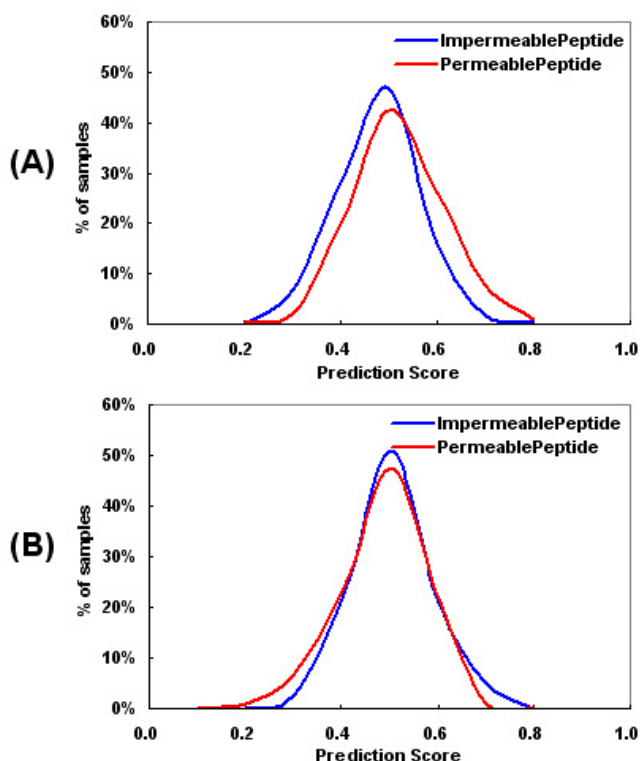 (A)
% of samples
60%
50%
40%
30%
20%
10%
0%
ImpermeablePeptide
PermeablePeptide
0.0 0.2 0.4 0.6 0.8 1.0
Prediction Score
(B)
% of samples
60%
50%
40%
30%
20%
10%
0%
ImpermeablePeptide
PermeablePeptide
0.0 0.2 0.4 0.6 0.8 1.0
Prediction Score